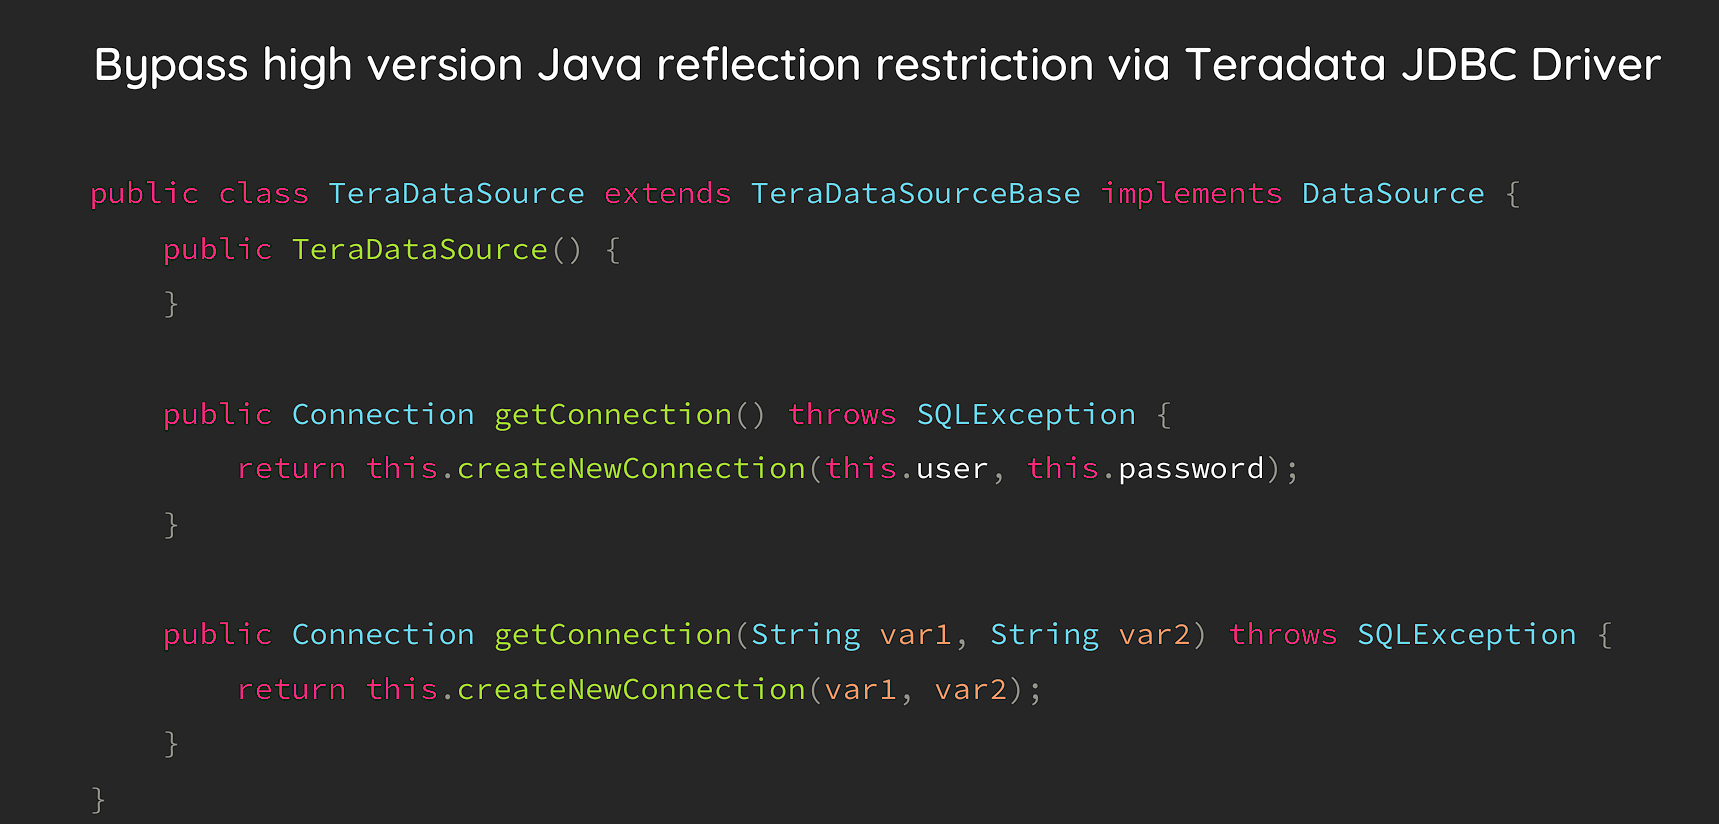 Bypass high version Java reflection restriction via Teradata JDBC Driver
public class TeraDataSource extends TeraDataSourceBase implements DataSource {
    public TeraDataSource() {
    }
    public Connection getConnection() throws SQLException {
        return this.createNewConnection(this.user, this.password);
    }
    public Connection getConnection(String var1, String var2) throws SQLException {
        return this.createNewConnection(var1, var2);
    }
}